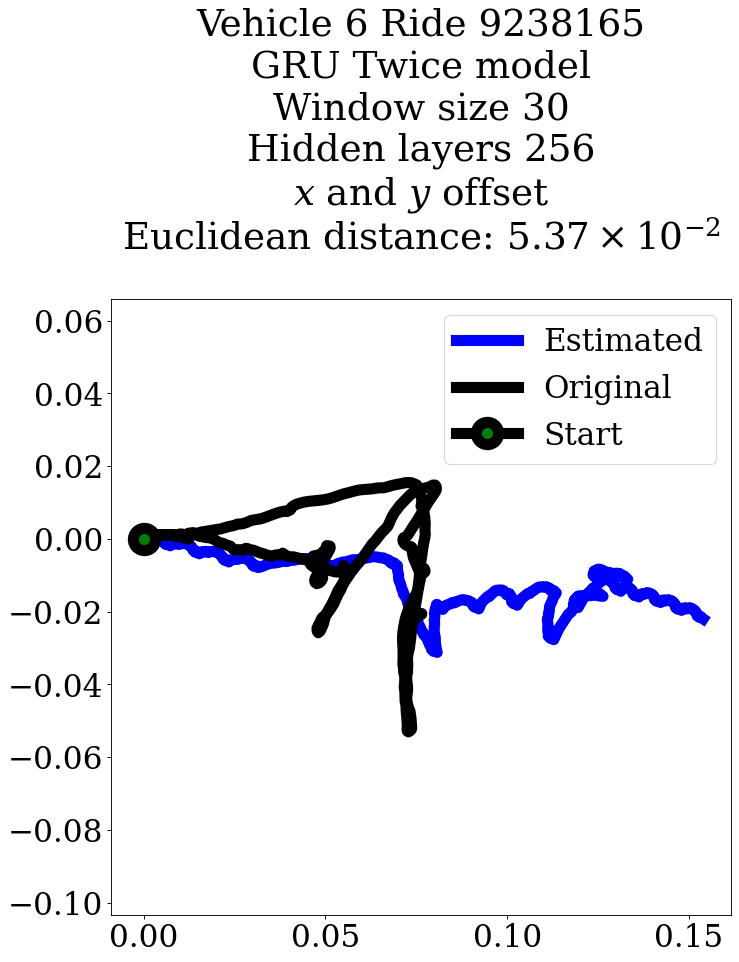 Vehicle 6 Ride 9238165
GRU Twice model
Window size 30
Hidden layers 256
x and y offset
Euclidean distance: 5.37 × 10⁻²
Estimated
Original
Start
0.06
0.04
0.02
0.00
−0.02
−0.04
−0.06
−0.08
−0.10
0.00 0.05 0.10 0.15